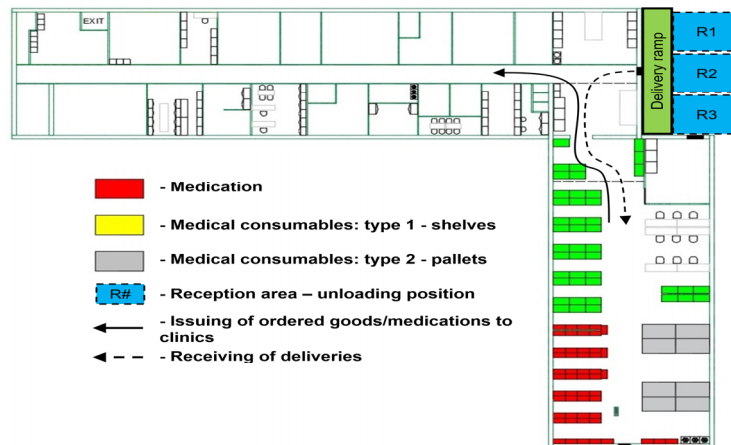 EXIT
Delivery ramp
R1
R2
R3
- Medication
- Medical consumables: type 1 - shelves
- Medical consumables: type 2 - pallets
R# - Reception area – unloading position
- Issuing of ordered goods/medications to
clinics
- Receiving of deliveries